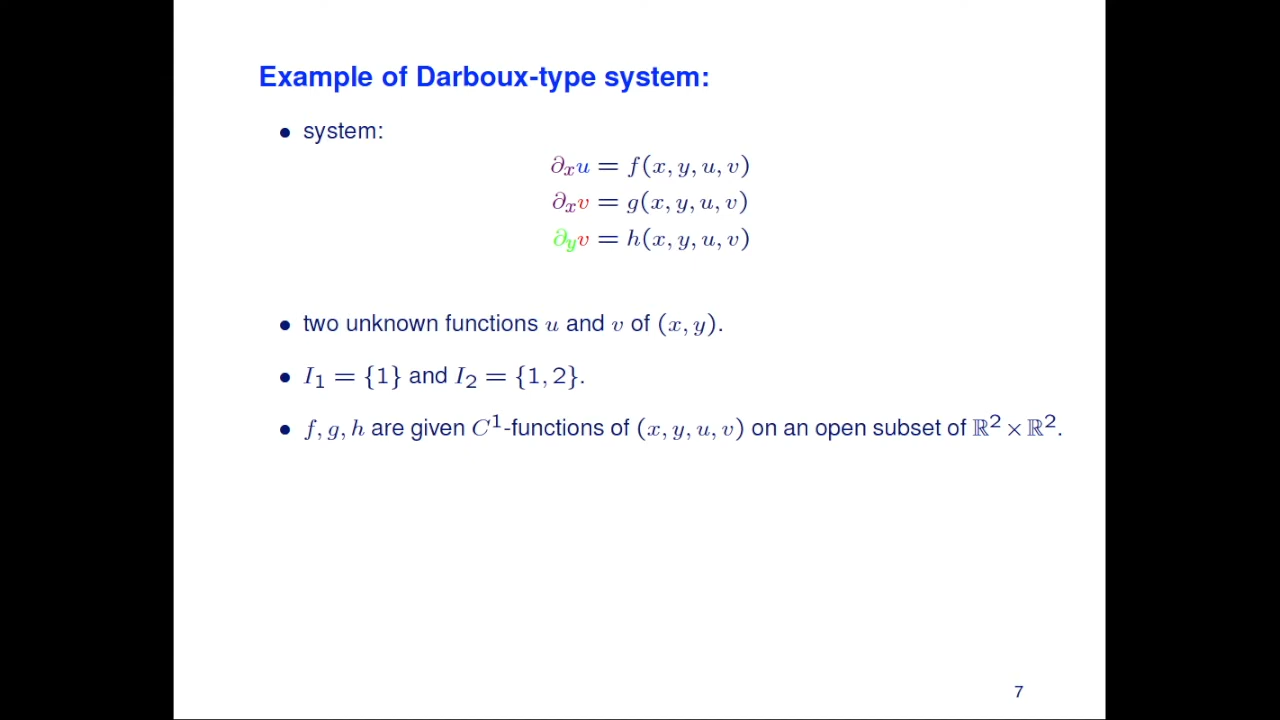 Example of Darboux-type system:
• system:
∂ₓu = f(x, y, u, v)
∂ₓv = g(x, y, u, v)
∂ᵧv = h(x, y, u, v)
• two unknown functions u and v of (x, y).
• I₁ = {1} and I₂ = {1, 2}.
• f, g, h are given C¹-functions of (x, y, u, v) on an open subset of ℝ² × ℝ².
7